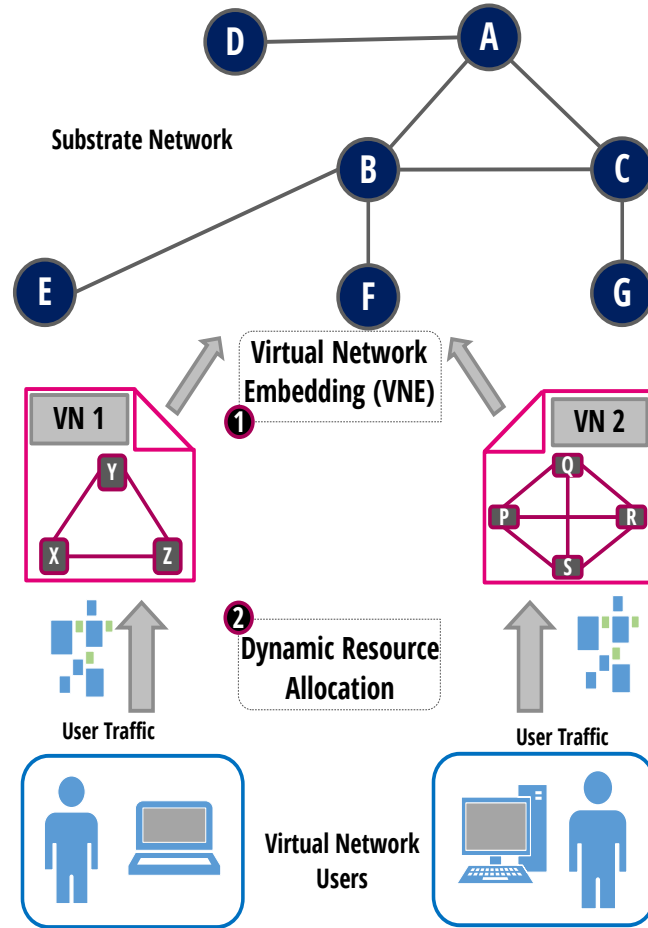 D
A
Substrate Network
B
C
E
F
G
Virtual Network
Embedding (VNE)
1
VN 1
Y
X
Z
VN 2
Q
P
R
S
2
Dynamic Resource
Allocation
User Traffic
User Traffic
Virtual Network
Users